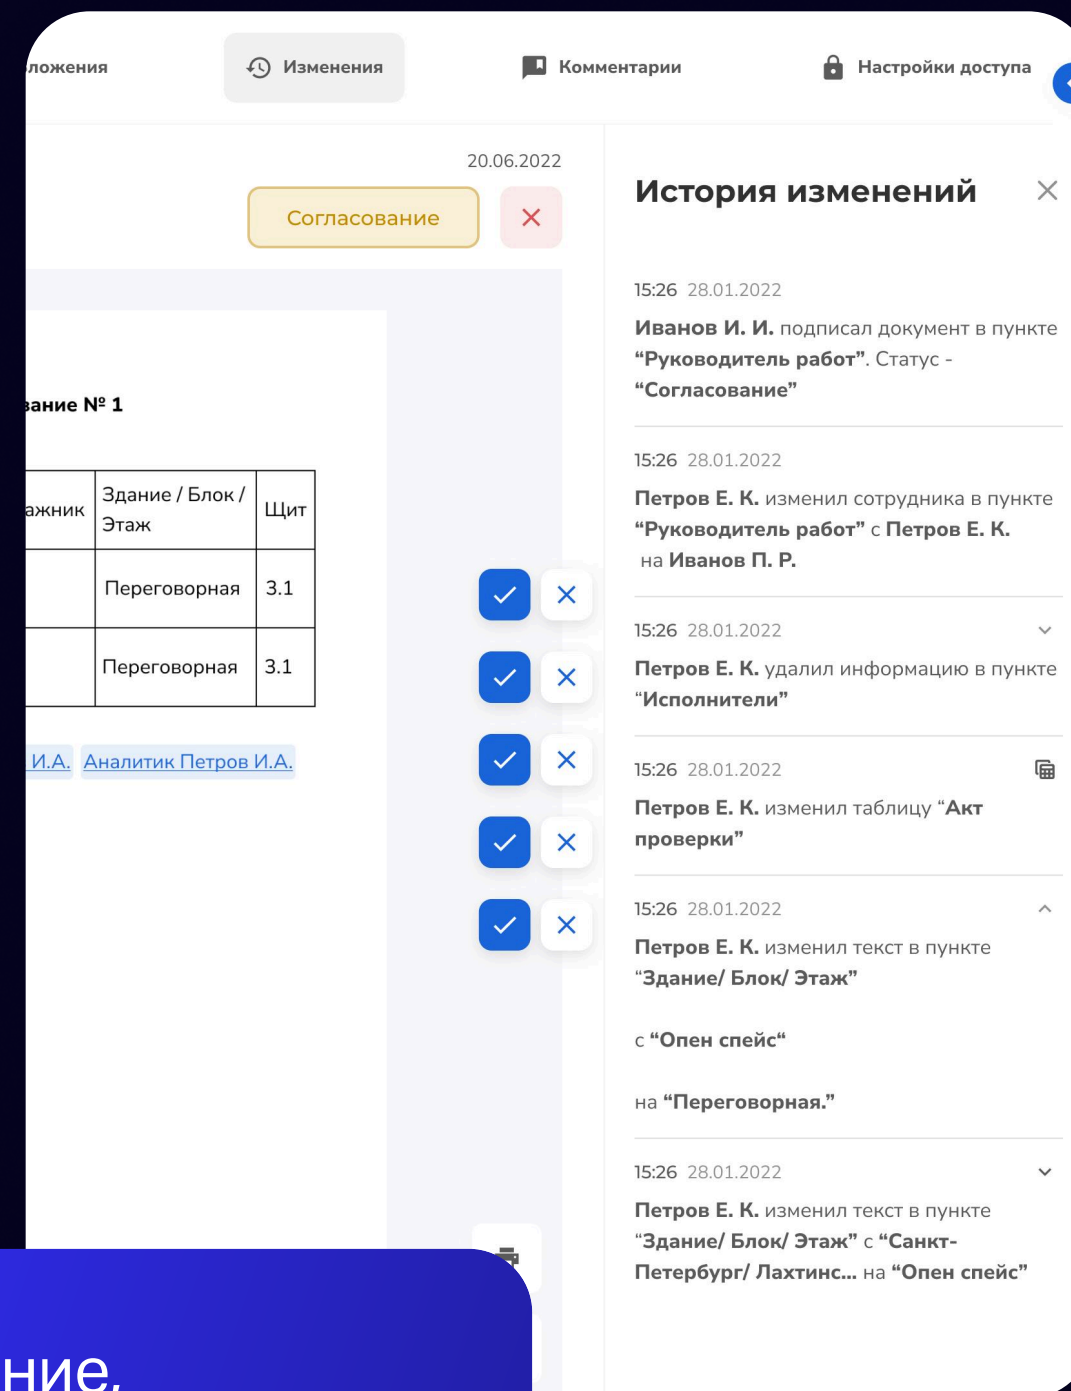 ложения
Изменения
Комментарии
Настройки доступа
20.06.2022
Согласование
вание № 1
ажник
Здание / Блок /
Этаж
Щит
Переговорная
3.1
Переговорная
3.1
И.А.
Аналитик Петров И.А.
История изменений
15:26 28.01.2022
Иванов И. И. подписал документ в пункте
“Руководитель работ”. Статус -
“Согласование”
15:26 28.01.2022
Петров Е. К. изменил сотрудника в пункте
“Руководитель работ” с Петров Е. К.
на Иванов П. Р.
15:26 28.01.2022
Петров Е. К. удалил информацию в пункте
“Исполнители”
15:26 28.01.2022
Петров Е. К. изменил таблицу “Акт
проверки”
15:26 28.01.2022
Петров Е. К. изменил текст в пункте
“Здание/ Блок/ Этаж”
с “Опен спейс“
на “Переговорная.”
15:26 28.01.2022
Петров Е. К. изменил текст в пункте
“Здание/ Блок/ Этаж” с “Санкт-
Петербург/ Лахтинс... на “Опен спейс”
ние,